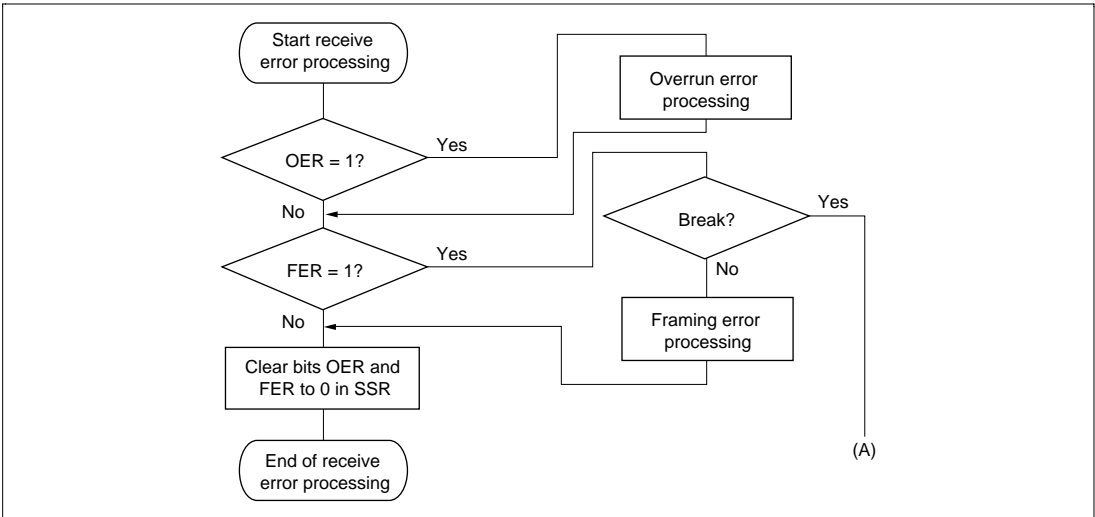 Start receive
error processing
OER = 1?
Yes
Overrun error
processing
No
FER = 1?
Yes
Break?
Yes
No
Framing error
processing
(A)
No
Clear bits OER and
FER to 0 in SSR
End of receive
error processing